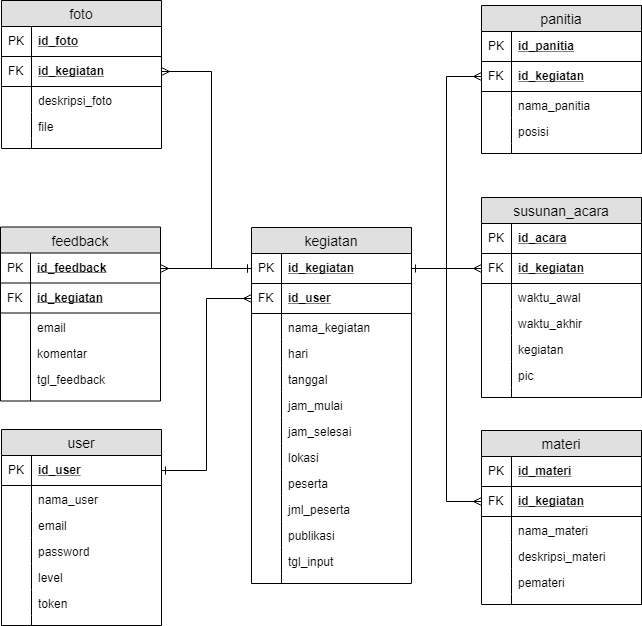 foto
PK id_foto
FK id_kegiatan
deskripsi_foto
file
feedback
PK id_feedback
FK id_kegiatan
email
komentar
tgl_feedback
user
PK id_user
nama_user
email
password
level
token
kegiatan
PK id_kegiatan
FK id_user
nama_kegiatan
hari
tanggal
jam_mulai
jam_selesai
lokasi
peserta
jml_peserta
publikasi
tgl_input
panitia
PK id_panitia
FK id_kegiatan
nama_panitia
posisi
susunan_acara
PK id_acara
FK id_kegiatan
waktu_awal
waktu_akhir
kegiatan
pic
materi
PK id_materi
FK id_kegiatan
nama_materi
deskripsi_materi
pemateri